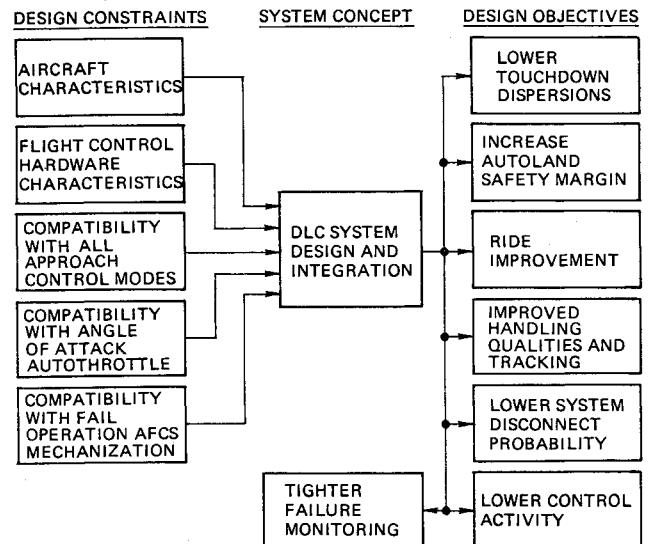 DESIGN CONSTRAINTS
SYSTEM CONCEPT
DESIGN OBJECTIVES
AIRCRAFT
CHARACTERISTICS
FLIGHT CONTROL
HARDWARE
CHARACTERISTICS
COMPATIBILITY
WITH ALL
APPROACH
CONTROL MODES
COMPATIBILITY
WITH ANGLE
OF ATTACK
AUTOTHROTTLE
COMPATIBILITY
WITH FAIL
OPERATION AFCS
MECHANIZATION
DLC SYSTEM
DESIGN AND
INTEGRATION
LOWER
TOUCHDOWN
DISPERSIONS
INCREASE
AUTOLAND
SAFETY MARGIN
RIDE
IMPROVEMENT
IMPROVED
HANDLING
QUALITIES AND
TRACKING
LOWER SYSTEM
DISCONNECT
PROBABILITY
TIGHTER
FAILURE
MONITORING
LOWER CONTROL
ACTIVITY